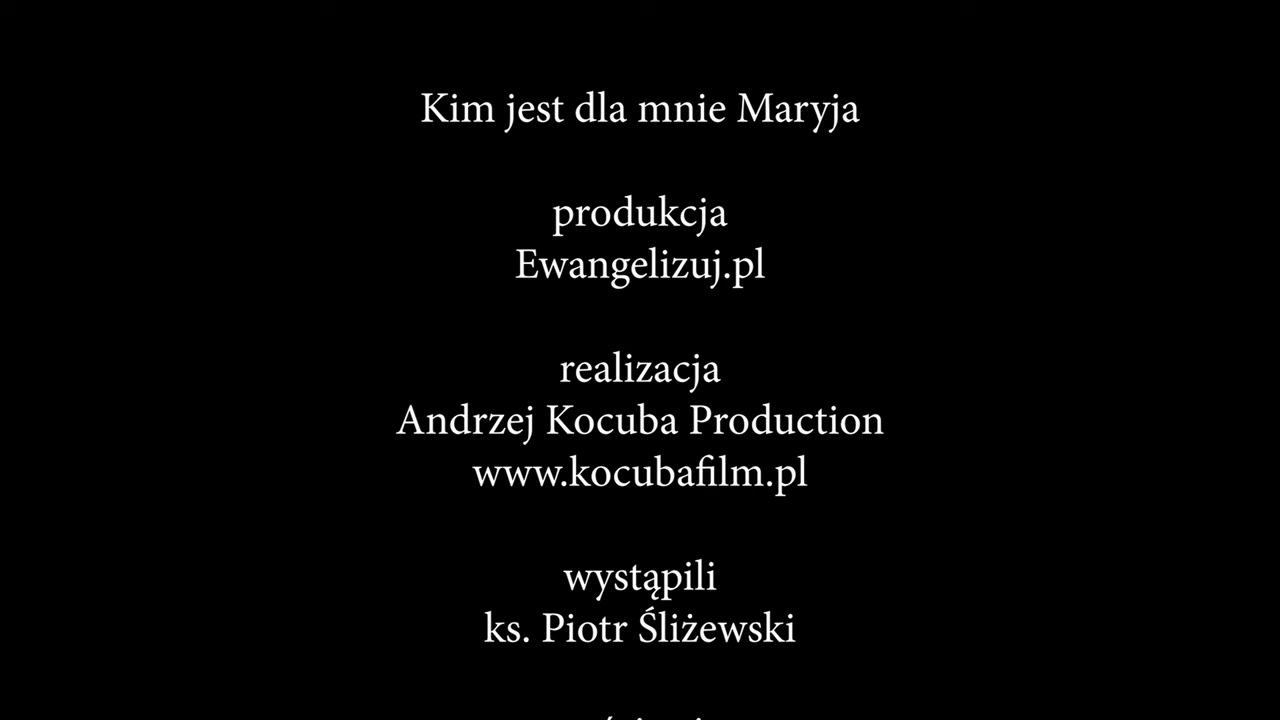 Kim jest dla mnie Maryja
produkcja
Ewangelizuj.pl
realizacja
Andrzej Kocuba Production
www.kocubafilm.pl
wystąpili
ks. Piotr Śliżewski